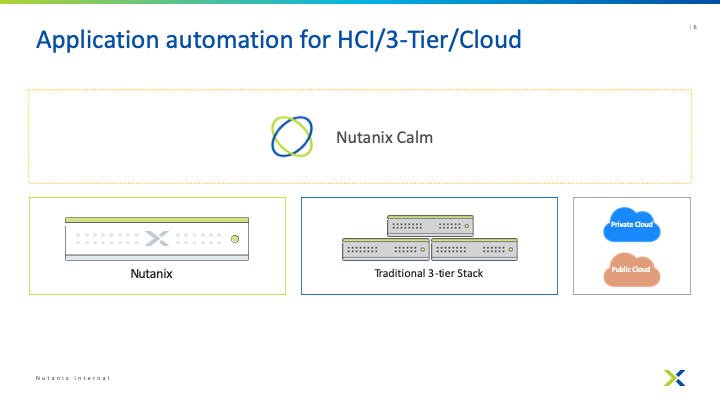 | 6
Application automation for HCI/3-Tier/Cloud
Nutanix Calm
Nutanix
Traditional 3-tier Stack
Private Cloud
Public Cloud
Nutanix Internal